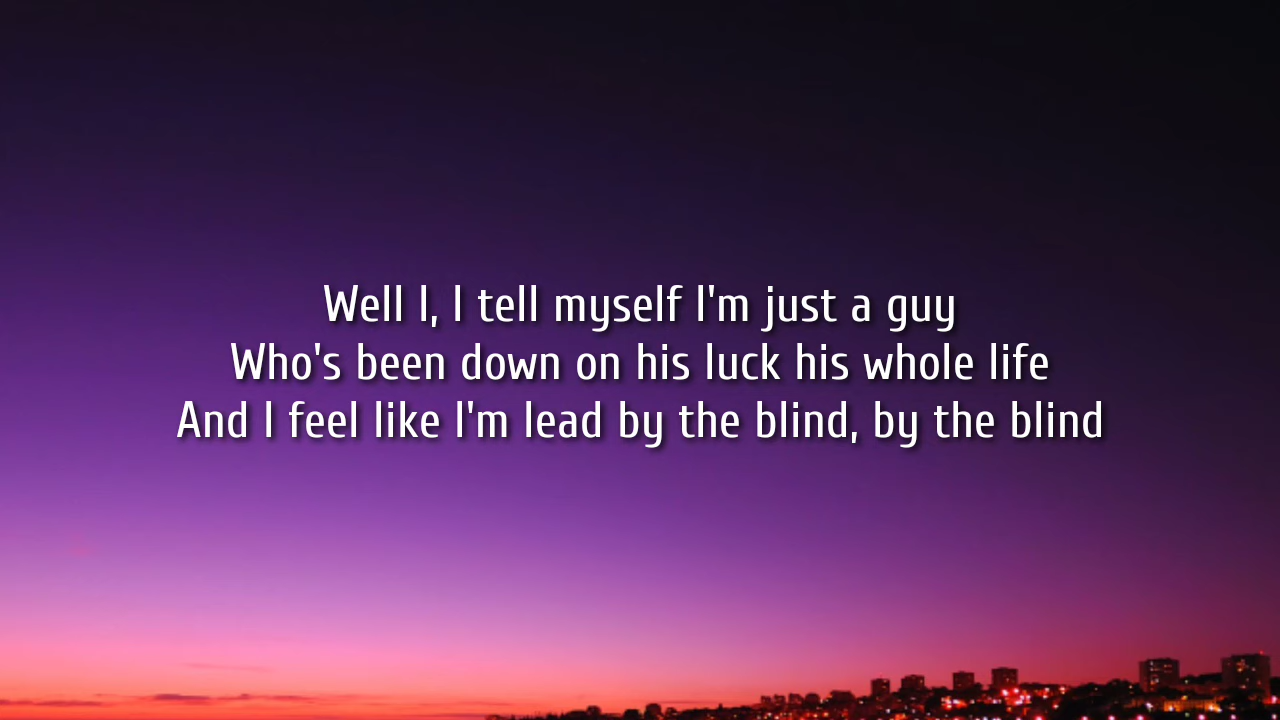 Well I, I tell myself I'm just a guy
Who's been down on his luck his whole life
And I feel like I'm lead by the blind, by the blind